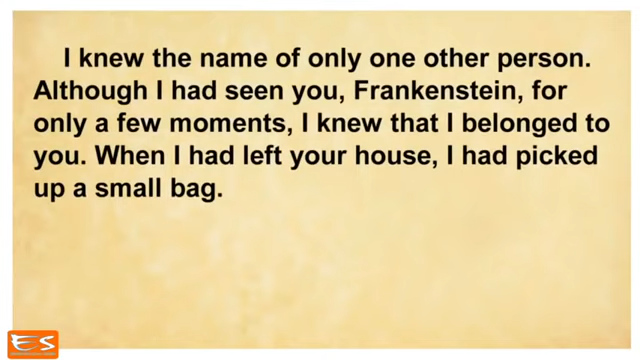 I knew the name of only one other person.
Although I had seen you, Frankenstein, for
only a few moments, I knew that I belonged to
you. When I had left your house, I had picked
up a small bag.
ES